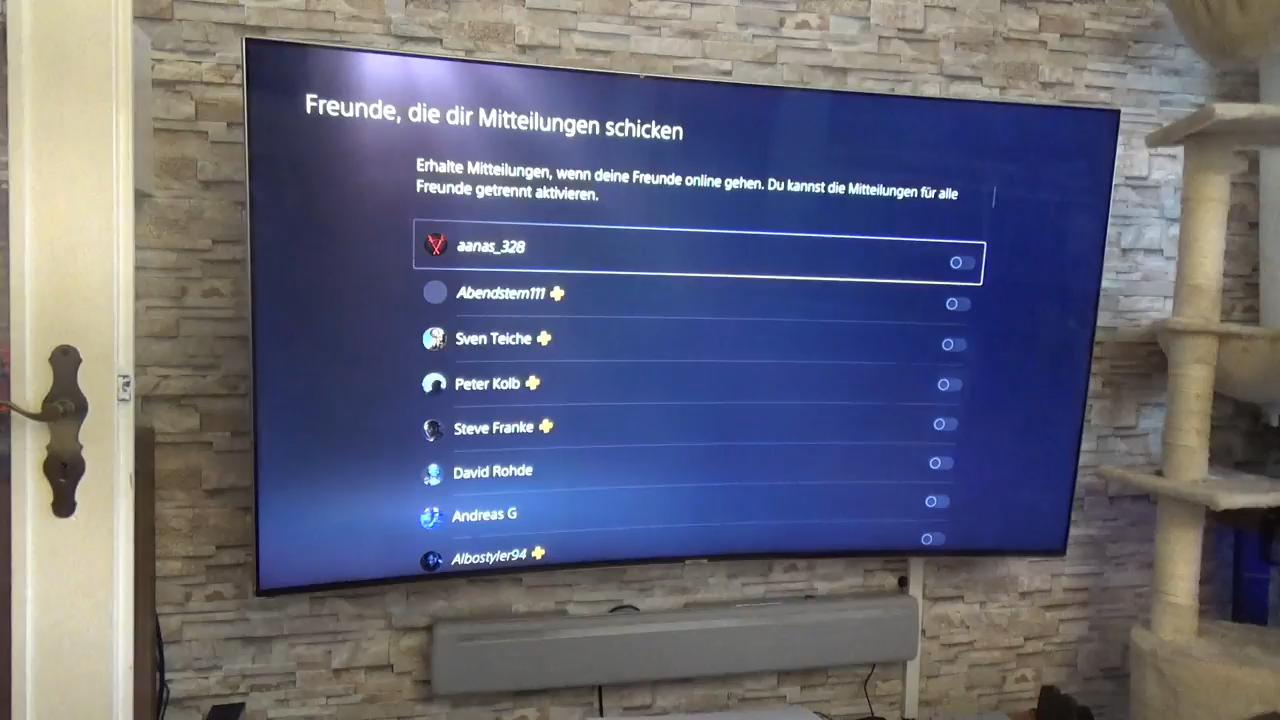 Freunde, die dir Mitteilungen schicken
Erhalte Mitteilungen, wenn deine Freunde online gehen. Du kannst die Mitteilungen für alle
Freunde getrennt aktivieren.
aanas_328
Abendstern111
Sven Teiche
Peter Kolb
Steve Franke
David Rohde
Andreas G
Albostyler94